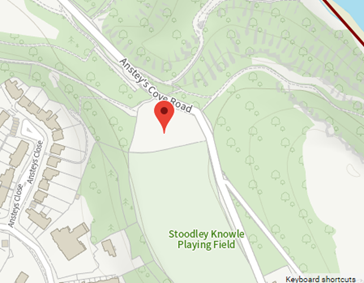 Anstey's Cove Road
Ansteys Close
Ansteys Close
Stoodley Knowle
Playing Field
Keyboard shortcuts